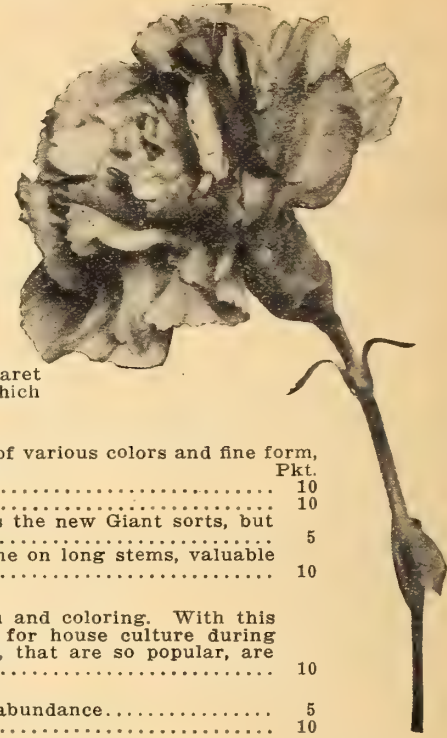 aret
hich
of various colors and fine form,
Pkt.
.............................. 10
.............................. 10
s the new Giant sorts, but
.............................. 5
ne on long stems, valuable
.............................. 10
and coloring. With this
for house culture during
, that are so popular, are
.............................. 10
abundance................... 5
.............................. 10